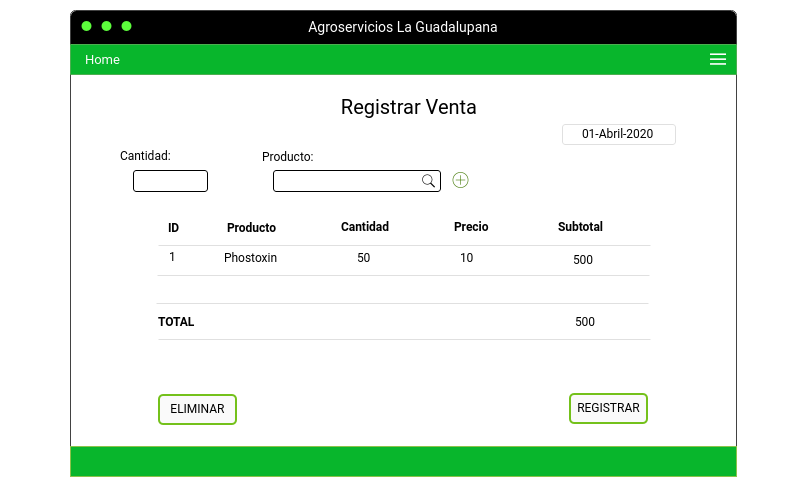 Agroservicios La Guadalupana
Home
Registrar Venta
01-Abril-2020
Cantidad: Producto:
ID Producto Cantidad Precio Subtotal
1 Phostoxin 50 10 500
TOTAL 500
ELIMINAR REGISTRAR